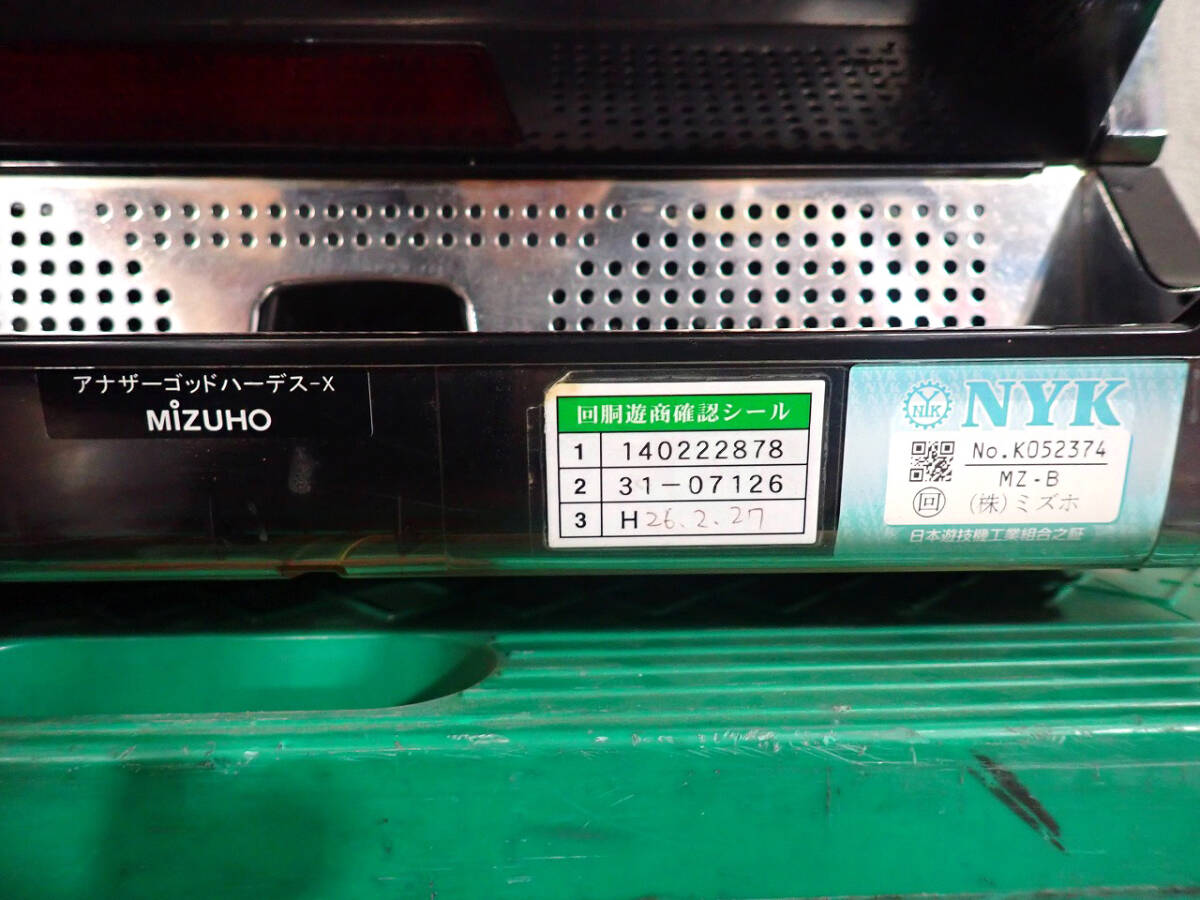 アナザーゴッドハーデス-X
MIZUHO
回胴遊商確認シール
1 140222878
2 31-07126
3 H26.2.27
NYK
NYK
No.K052374
MZ-B
回 (株)ミズホ
日本遊技機工業組合之証